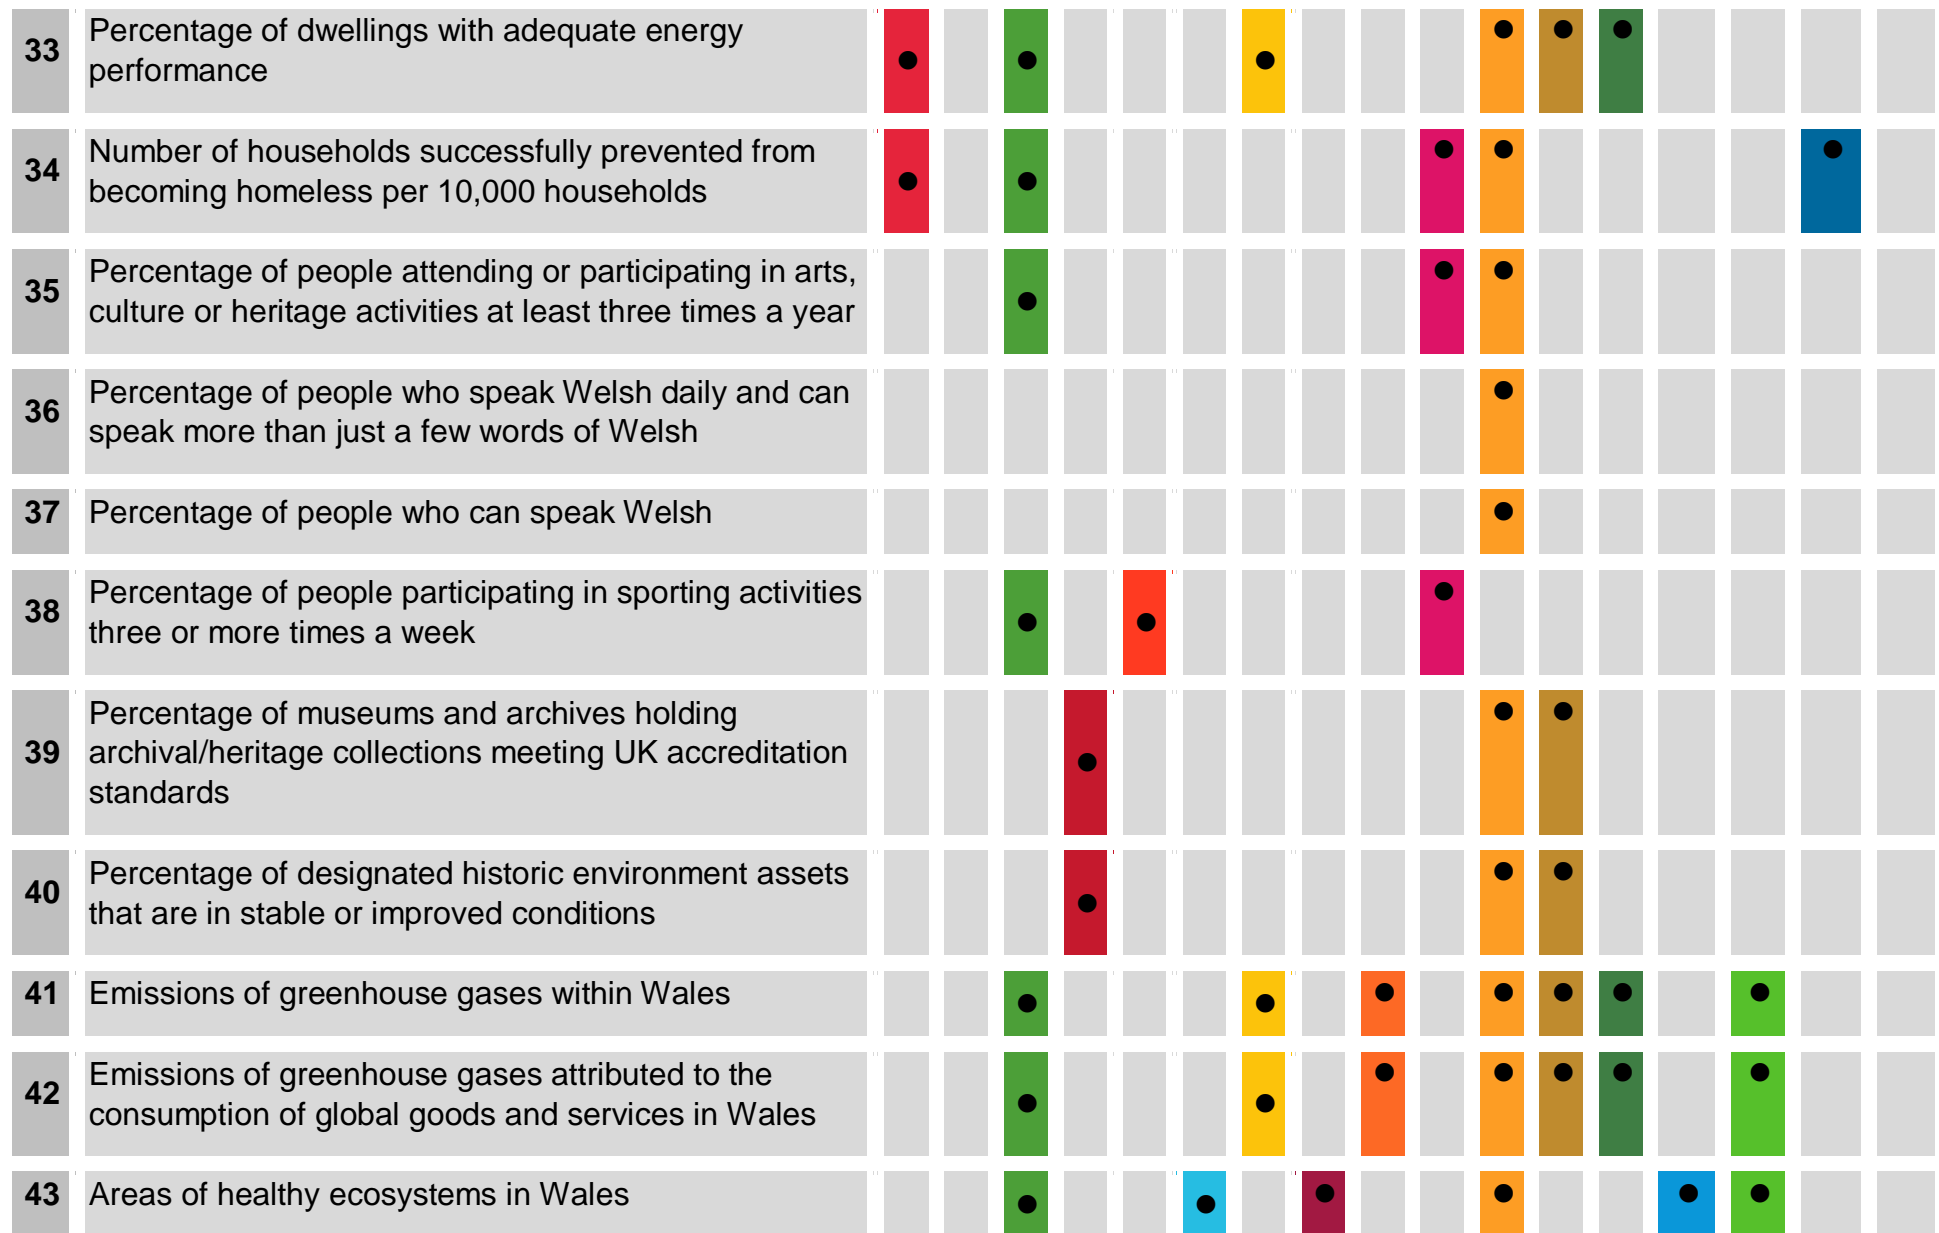 33 Percentage of dwellings with adequate energy
performance
34 Number of households successfully prevented from
becoming homeless per 10,000 households
35 Percentage of people attending or participating in arts,
culture or heritage activities at least three times a year
36 Percentage of people who speak Welsh daily and can
speak more than just a few words of Welsh
37 Percentage of people who can speak Welsh
38 Percentage of people participating in sporting activities
three or more times a week
39 Percentage of museums and archives holding
archival/heritage collections meeting UK accreditation
standards
40 Percentage of designated historic environment assets
that are in stable or improved conditions
41 Emissions of greenhouse gases within Wales
42 Emissions of greenhouse gases attributed to the
consumption of global goods and services in Wales
43 Areas of healthy ecosystems in Wales